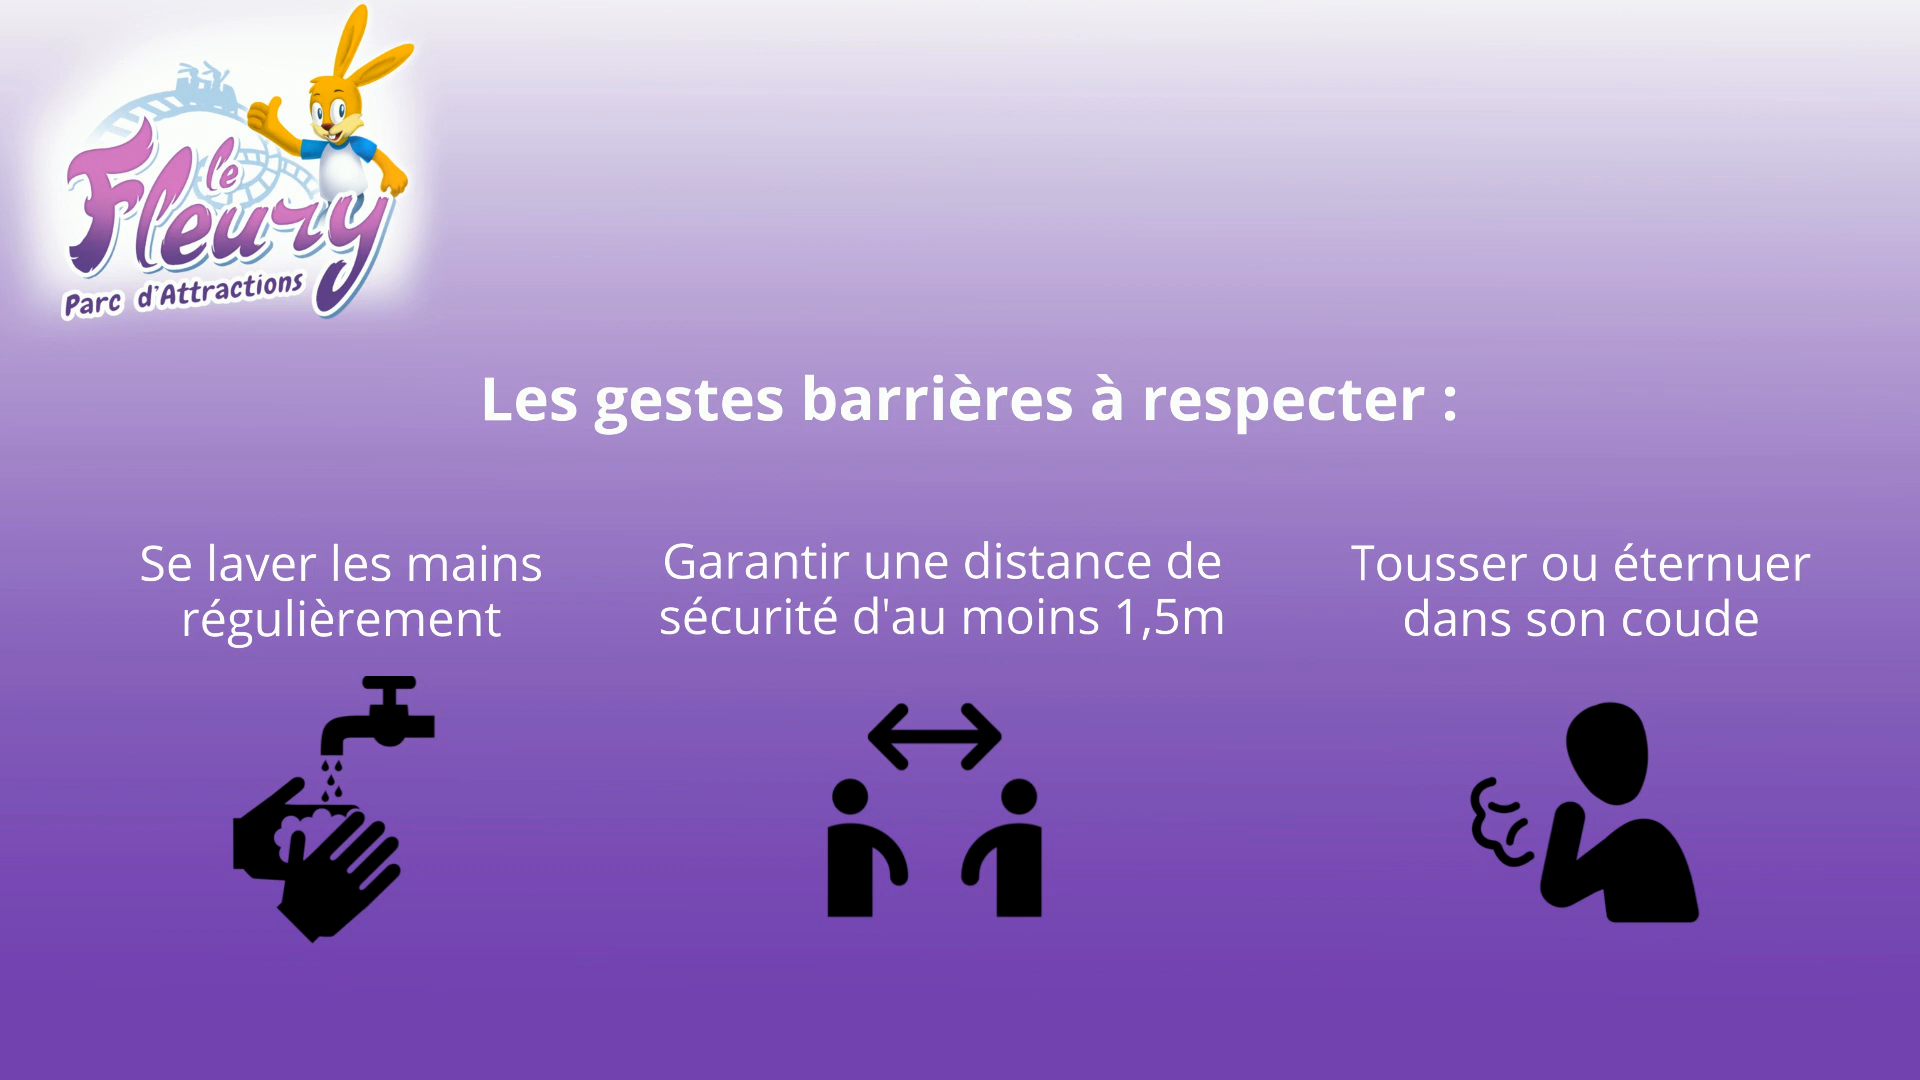 le
Fleury
Parc d'Attractions
Les gestes barrières à respecter :
Se laver les mains
régulièrement
Garantir une distance de
sécurité d'au moins 1,5m
Tousser ou éternuer
dans son coude